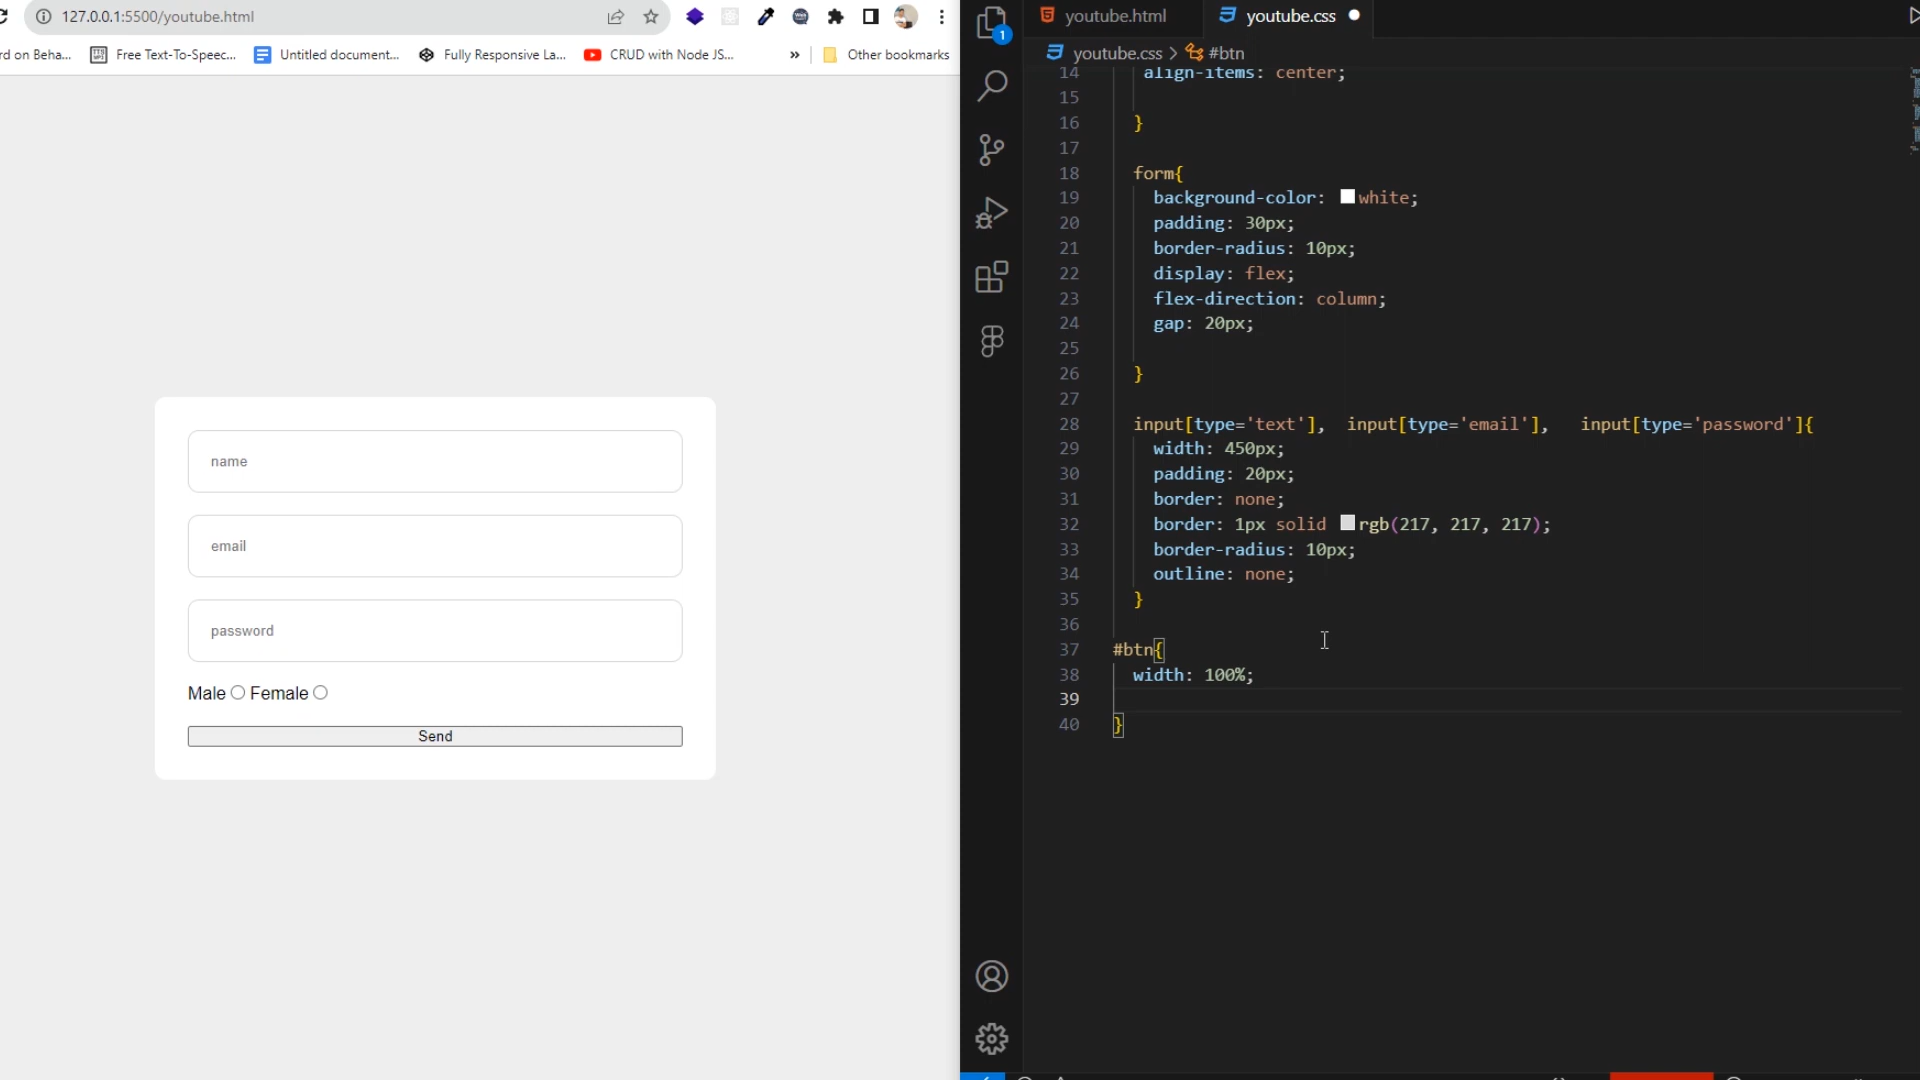 127.0.0.1:5500/youtube.html
rd on Beha...
Free Text-To-Speec...
Untitled document...
Fully Responsive La...
CRUD with Node JS...
»
Other bookmarks
name
email
password
Male Female
Send
1
youtube.html
youtube.css
youtube.css > #btn
14 align-items: center;
15
16 }
17
18 form{
19 background-color: white;
20 padding: 30px;
21 border-radius: 10px;
22 display: flex;
23 flex-direction: column;
24 gap: 20px;
25
26 }
27
28 input[type='text'], input[type='email'], input[type='password']{
29 width: 450px;
30 padding: 20px;
31 border: none;
32 border: 1px solid rgb(217, 217, 217);
33 border-radius: 10px;
34 outline: none;
35 }
36
37 #btn{
38 width: 100%;
39
40 }